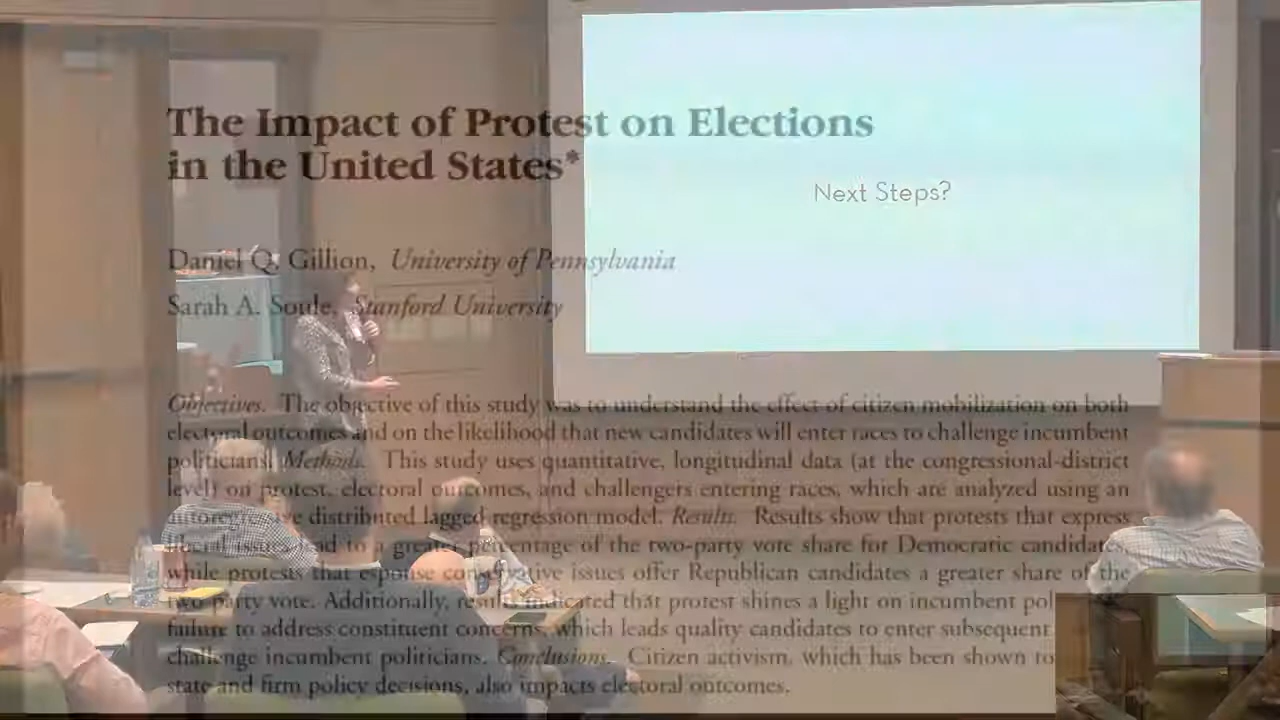 The Impact of Protest on Elections
in the United States*
Next Steps?
Daniel Q. Gillion, University of Pennsylvania
Sarah A. Soule, Stanford University
Objectives. The objective of this study was to understand the effect of citizen mobilization on both
electoral outcomes and on the likelihood that new candidates will enter races to challenge incumbent
politicians. Methods. This study uses quantitative, longitudinal data (at the congressional-district
level) on protest, electoral outcomes, and challengers entering races, which are analyzed using an
autoregressive distributed lagged regression model. Results. Results show that protests that express
liberal issues lead to a greater percentage of the two-party vote share for Democratic candidates,
while protests that espouse conservative issues offer Republican candidates a greater share of the
two-party vote. Additionally, results indicated that protest shines a light on incumbent pol
failure to address constituent concerns, which leads quality candidates to enter subsequent
challenge incumbent politicians. Conclusions. Citizen activism, which has been shown to
state and firm policy decisions, also impacts electoral outcomes.